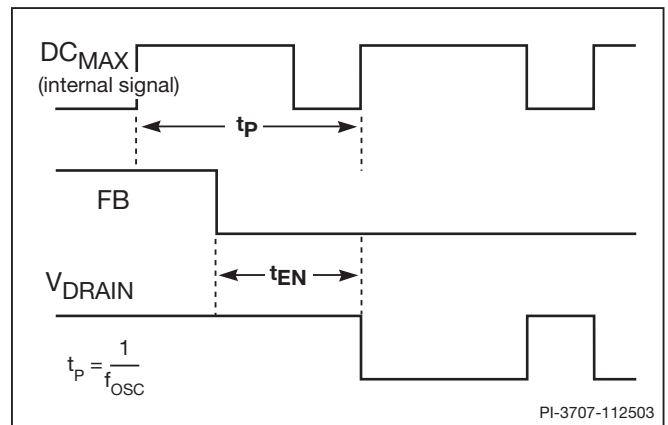 DCMAX
(internal signal)
tP
FB
tEN
VDRAIN
tP = 1/fOSC
PI-3707-112503